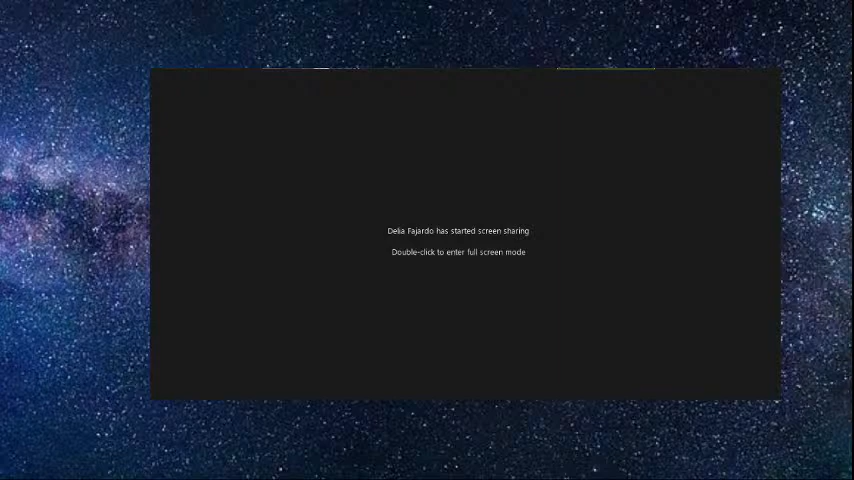 Delia Fajardo has started screen sharing
Double-click to enter full screen mode